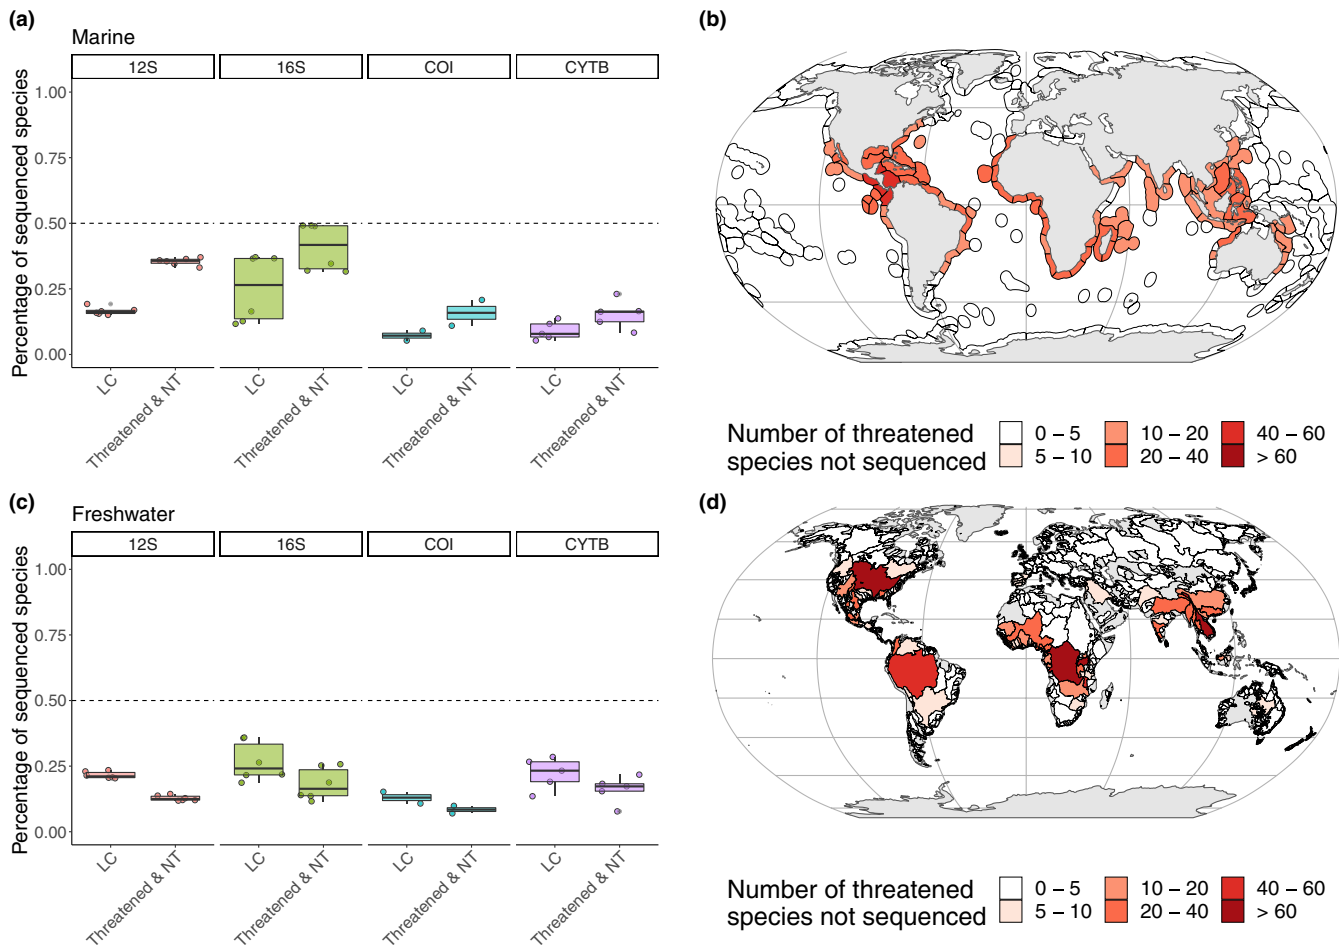 (a)
Marine
12S
16S
COI
CYTB
Percentage of sequenced species
1.00
0.75
0.50
0.25
0.00
LC
Threatened & NT
LC
Threatened & NT
LC
Threatened & NT
LC
Threatened & NT
(b)
Number of threatened
species not sequenced
0 – 5
5 – 10
10 – 20
20 – 40
40 – 60
> 60
(c)
Freshwater
12S
16S
COI
CYTB
Percentage of sequenced species
1.00
0.75
0.50
0.25
0.00
LC
Threatened & NT
LC
Threatened & NT
LC
Threatened & NT
LC
Threatened & NT
(d)
Number of threatened
species not sequenced
0 – 5
5 – 10
10 – 20
20 – 40
40 – 60
> 60